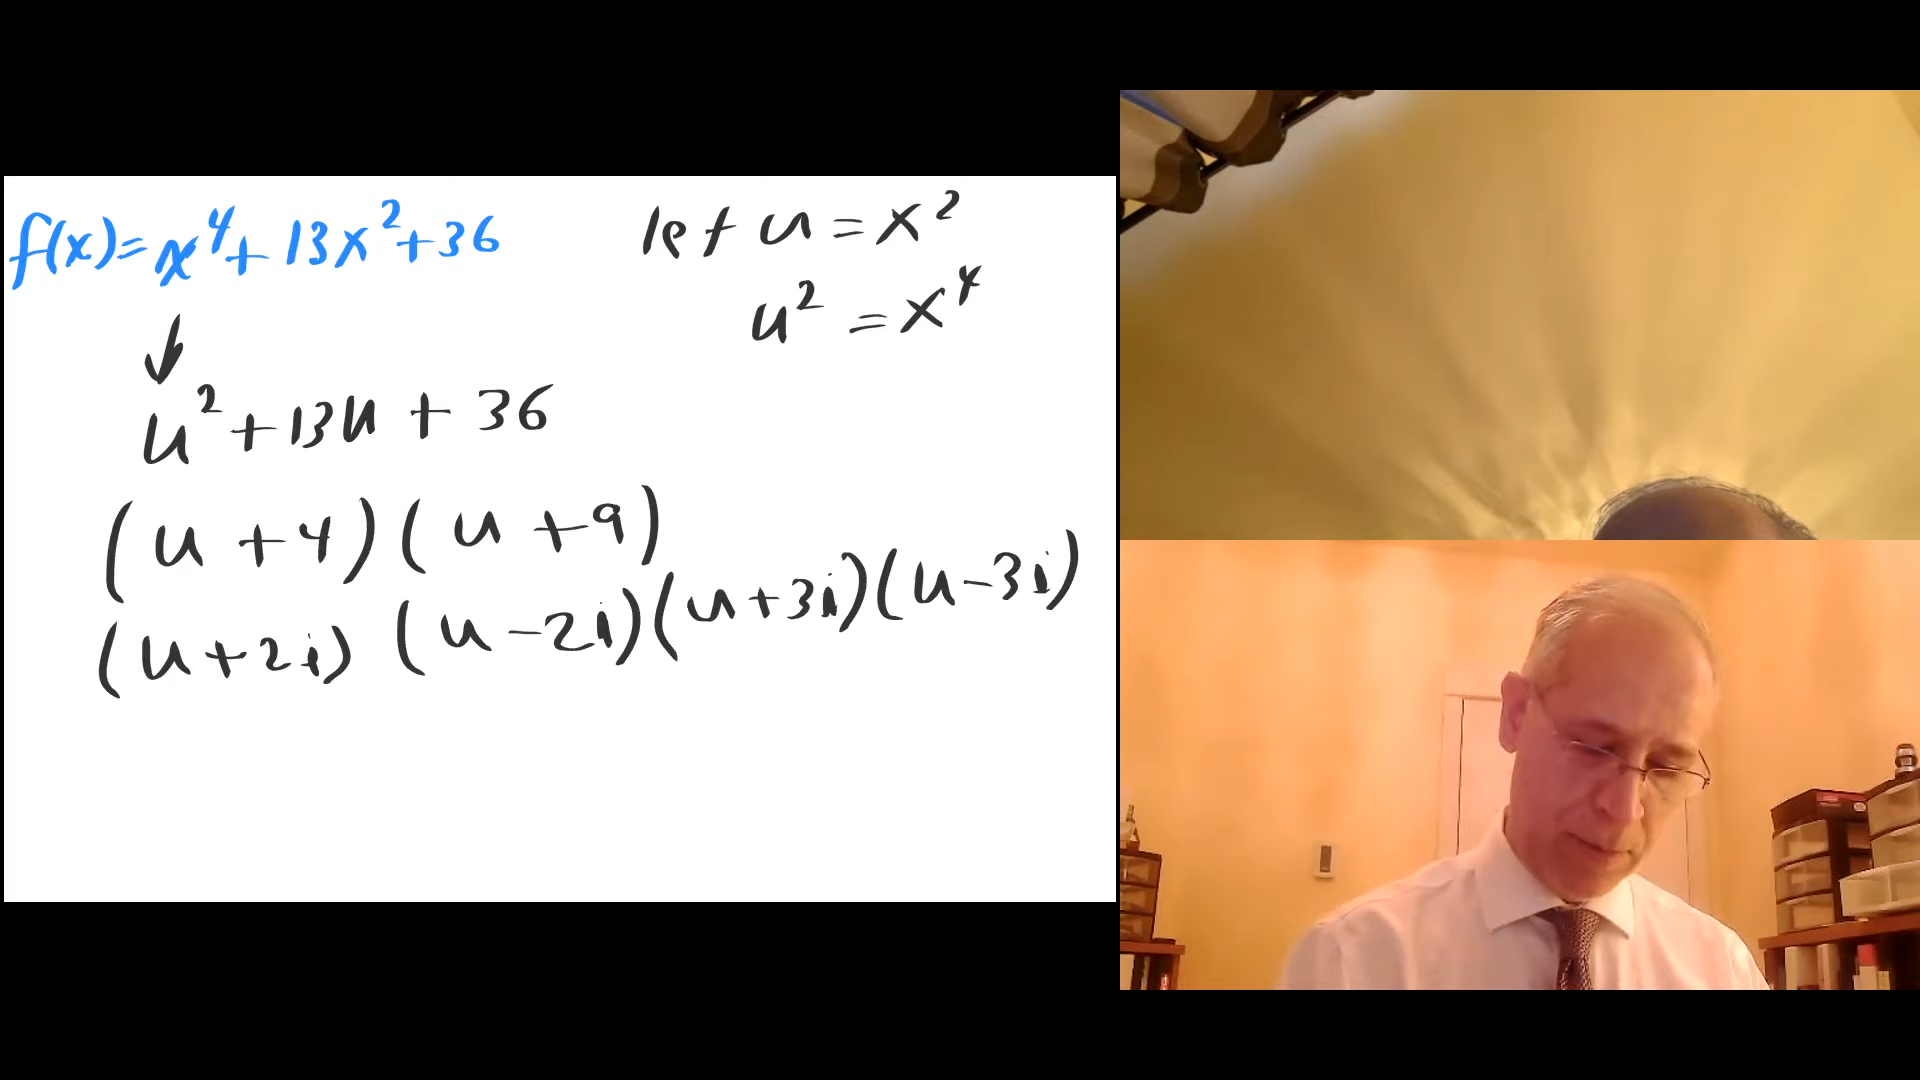 f(x)=x⁴+13x²+36
let u=x²
u²=x⁴
u²+13u+36
(u+4)(u+9)
(u+2i)(u-2i)(u+3i)(u-3i)